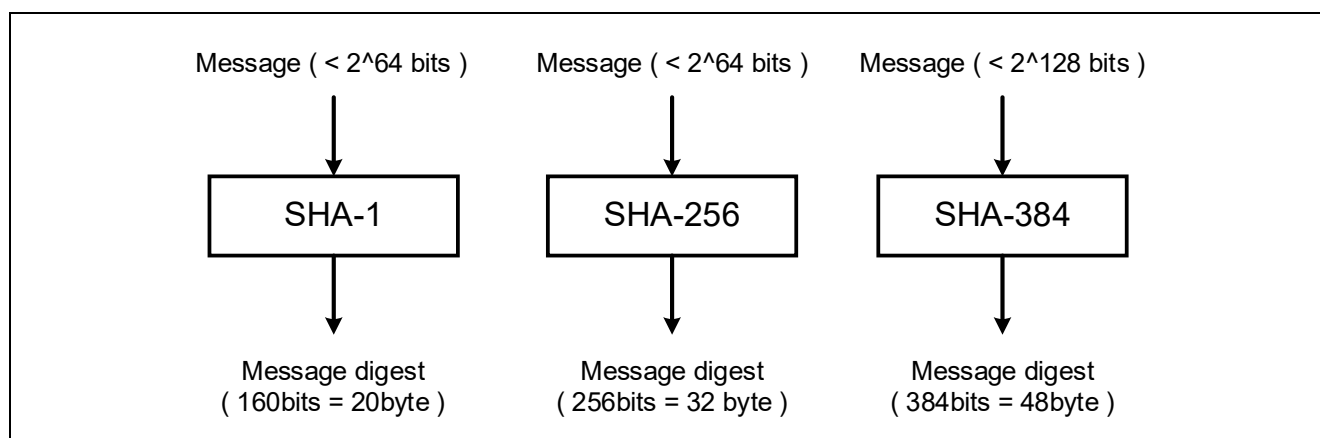 Message ( < 2^64 bits )
Message ( < 2^64 bits )
Message ( < 2^128 bits )
SHA-1
SHA-256
SHA-384
Message digest
( 160bits = 20byte )
Message digest
( 256bits = 32 byte )
Message digest
( 384bits = 48byte )